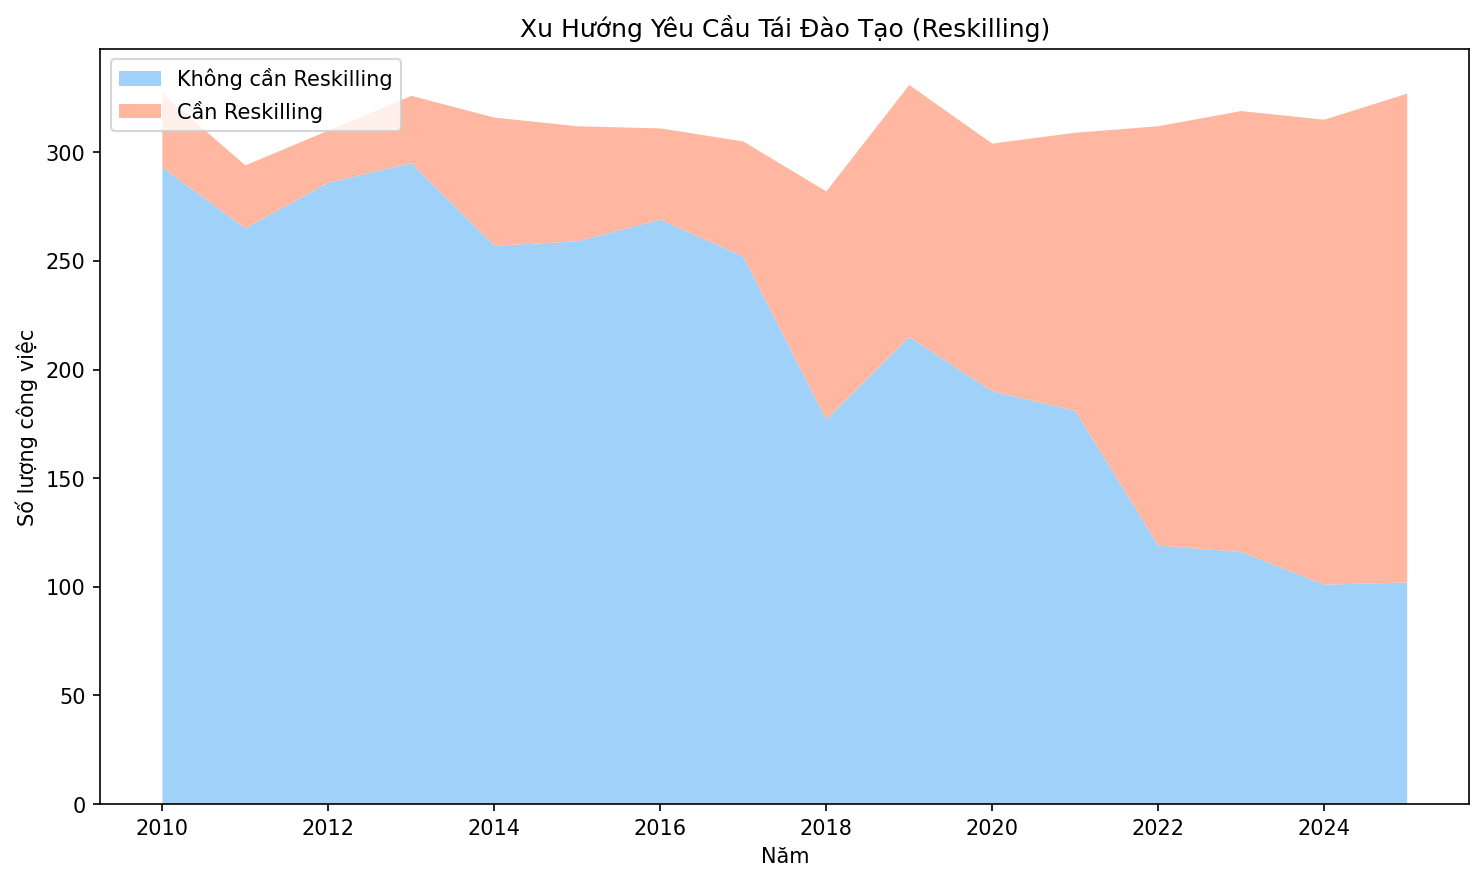 Xu Hướng Yêu Cầu Tái Đào Tạo (Reskilling)
Không cần Reskilling
Cần Reskilling
Số lượng công việc
300
250
200
150
100
50
0
2010 2012 2014 2016 2018 2020 2022 2024
Năm